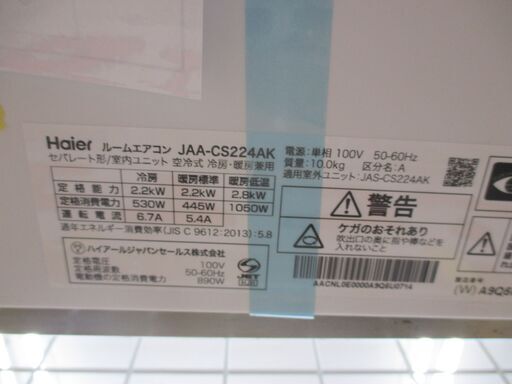 Haier ルームエアコン JAA-CS224AK
セパレート形/室内ユニット 空冷式 冷房・暖房兼用
電源：単相 100V 50-60Hz
質量：10.0kg 区分名：A
適用室外ユニット：JAS-CS224AK
冷房 暖房標準 暖房低温
定格能力 2.2kW 2.2kW 2.8kW
定格消費電力 530W 445W 1050W
運転電流 6.7A 5.4A
通年エネルギー消費効率(JIS C 9612:2013)：5.8
ハイアールジャパンセールス株式会社
定格電圧 100V
定格周波数 50-60Hz
電動機の定格消費電力 890W
JET
警告
ケガのおそれあり
吹出口の奥に指や棒などを
入れないこと
AACNL0E0000A9Q6U0714
製造番号
(W) A9Q6